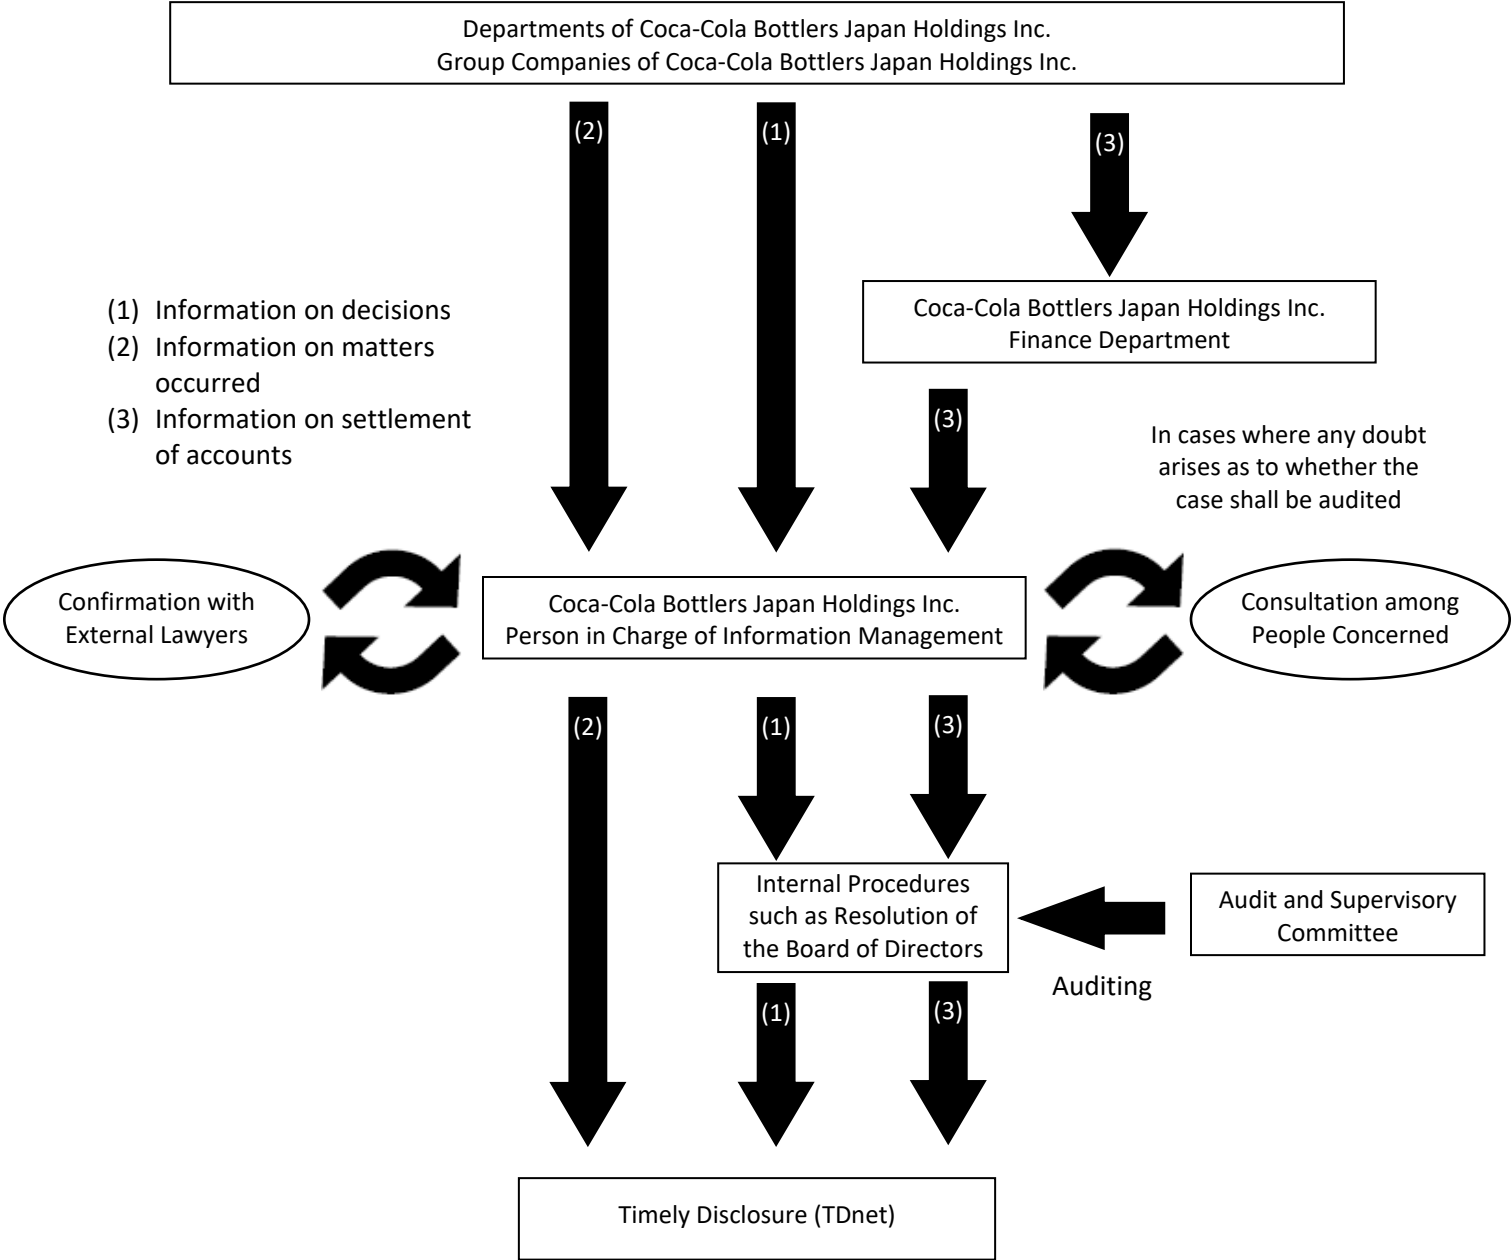 Departments of Coca-Cola Bottlers Japan Holdings Inc.
Group Companies of Coca-Cola Bottlers Japan Holdings Inc.
(2)
(1)
(3)
(1) Information on decisions
(2) Information on matters
occurred
(3) Information on settlement
of accounts
Coca-Cola Bottlers Japan Holdings Inc.
Finance Department
(3)
In cases where any doubt
arises as to whether the
case shall be audited
Confirmation with
External Lawyers
Coca-Cola Bottlers Japan Holdings Inc.
Person in Charge of Information Management
Consultation among
People Concerned
(2)
(1)
(3)
Internal Procedures
such as Resolution of
the Board of Directors
Audit and Supervisory
Committee
Auditing
(1)
(3)
Timely Disclosure (TDnet)